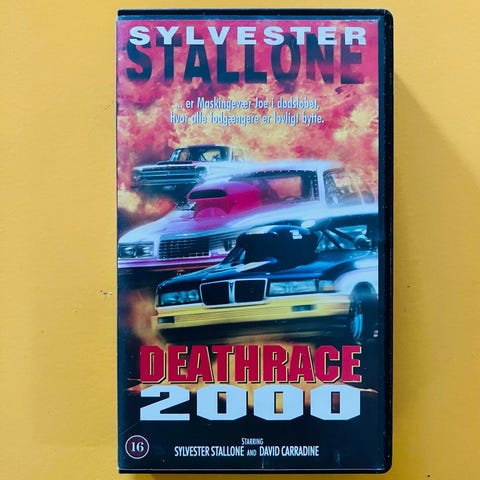 SYLVESTER
STALLONE
... er Maskingevær Joe i dødsløbet,
hvor alle fodgængere er lovligt bytte.
DEATHRACE
2000
16
STARRING
SYLVESTER STALLONE AND DAVID CARRADINE